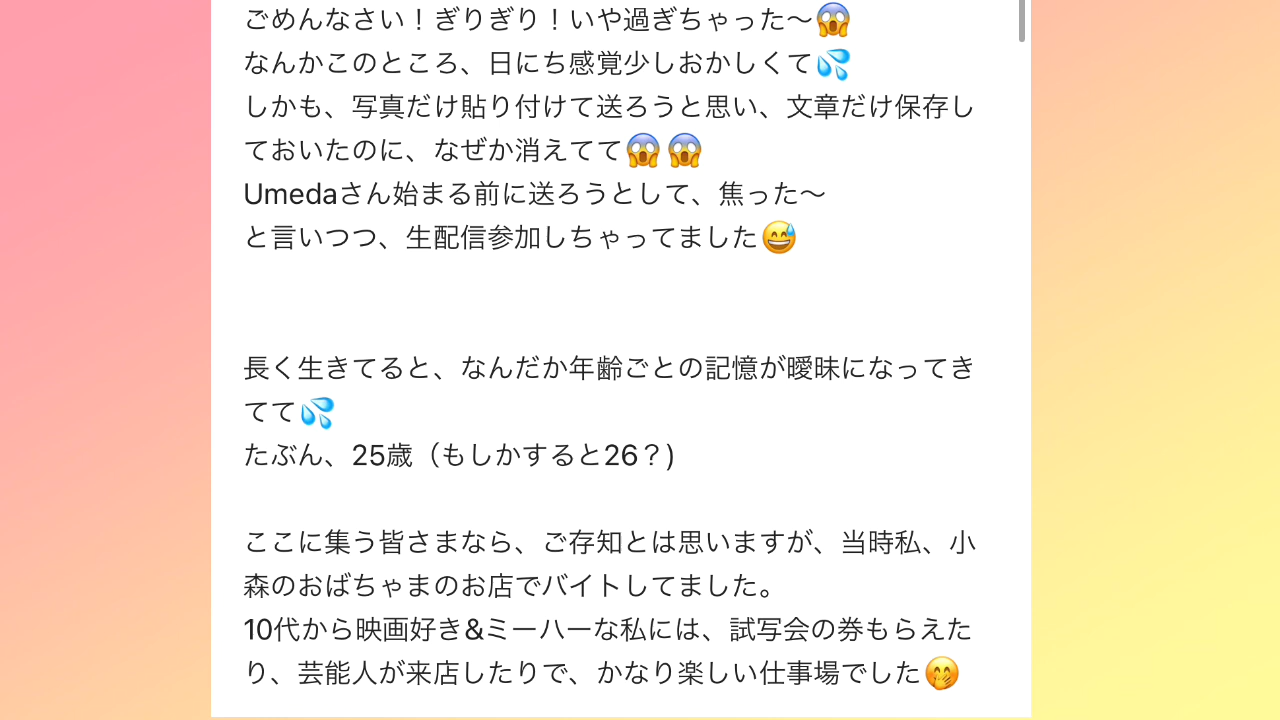 ごめんなさい！ぎりぎり！いや過ぎちゃった〜😱
なんかこのところ、日にち感覚少しおかしくて💦
しかも、写真だけ貼り付けて送ろうと思い、文章だけ保存し
ておいたのに、なぜか消えてて😱😱
Umedaさん始まる前に送ろうとして、焦った〜
と言いつつ、生配信参加しちゃってました😅
長く生きてると、なんだか年齢ごとの記憶が曖昧になってき
てて💦
たぶん、25歳（もしかすると26？)
ここに集う皆さまなら、ご存知とは思いますが、当時私、小
森のおばちゃまのお店でバイトしてました。
10代から映画好き&ミーハーな私には、試写会の券もらえた
り、芸能人が来店したりで、かなり楽しい仕事場でした🤭